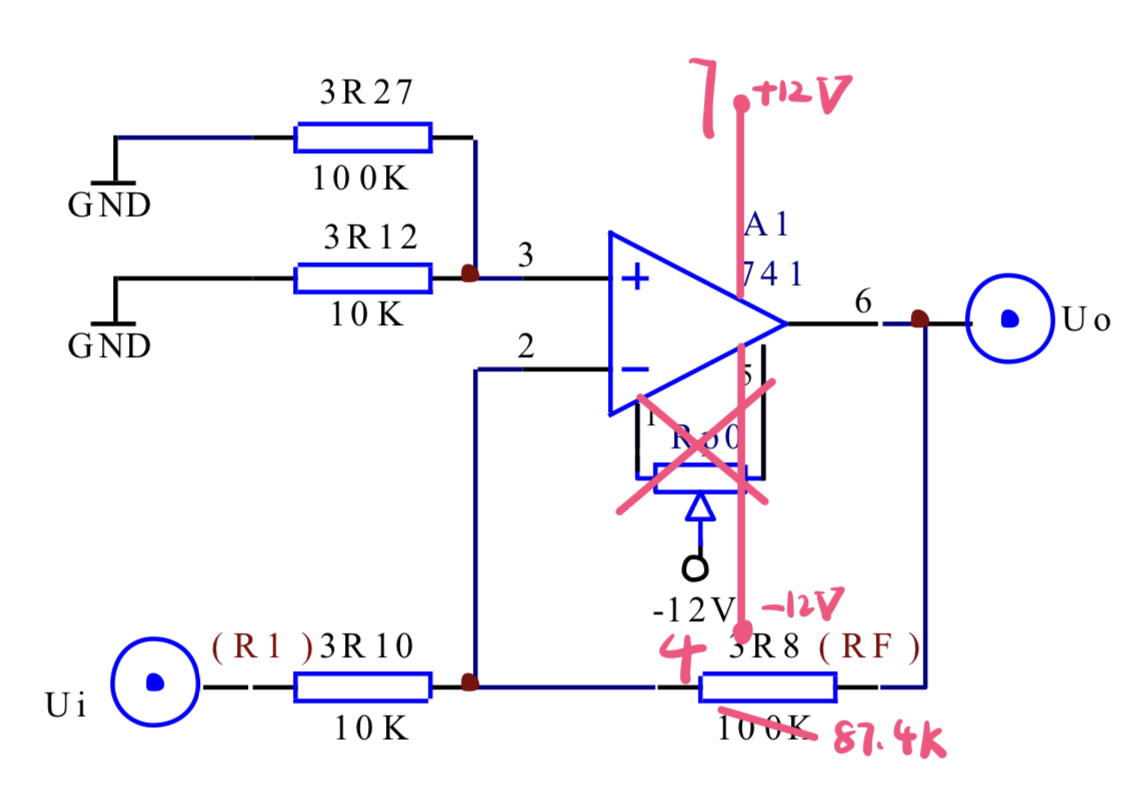 3R27
7
+12V
100K
GND
3R12
A1
3
+
741
10K
6
Uo
GND
2
−
5
1
Rp0
-12V
-12V
(R1)
3R10
4
3R8
(RF)
Ui
10K
100K
87.4K